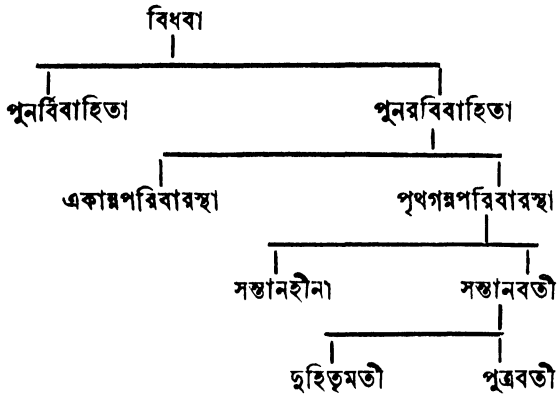 বিধবা
পুনর্বিবাহিতা পুনরবিবাহিতা
একান্নপরিবারস্থা পৃথগন্নপরিবারস্থা
সন্তানহীনা সন্তানবতী
দুহিতৃমতী পুত্রবতী